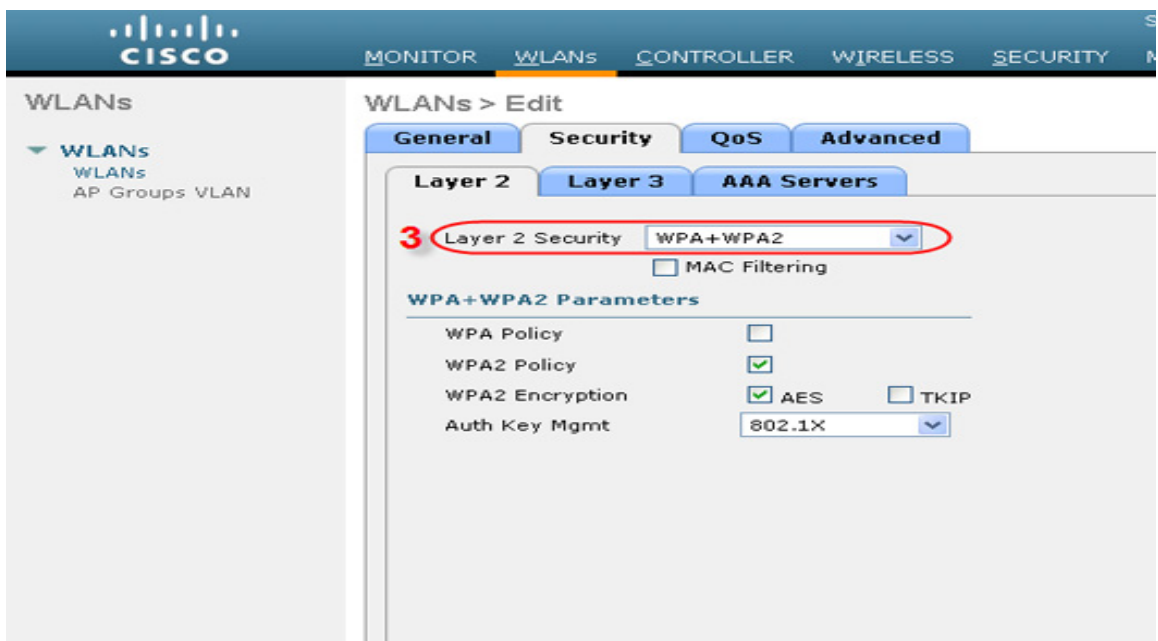 CISCO
MONITOR WLANs CONTROLLER WIRELESS SECURITY
WLANs
WLANs
WLANs
AP Groups VLAN
WLANs > Edit
General Security QoS Advanced
Layer 2 Layer 3 AAA Servers
3 Layer 2 Security WPA+WPA2
MAC Filtering
WPA+WPA2 Parameters
WPA Policy
WPA2 Policy
WPA2 Encryption AES TKIP
Auth Key Mgmt 802.1X